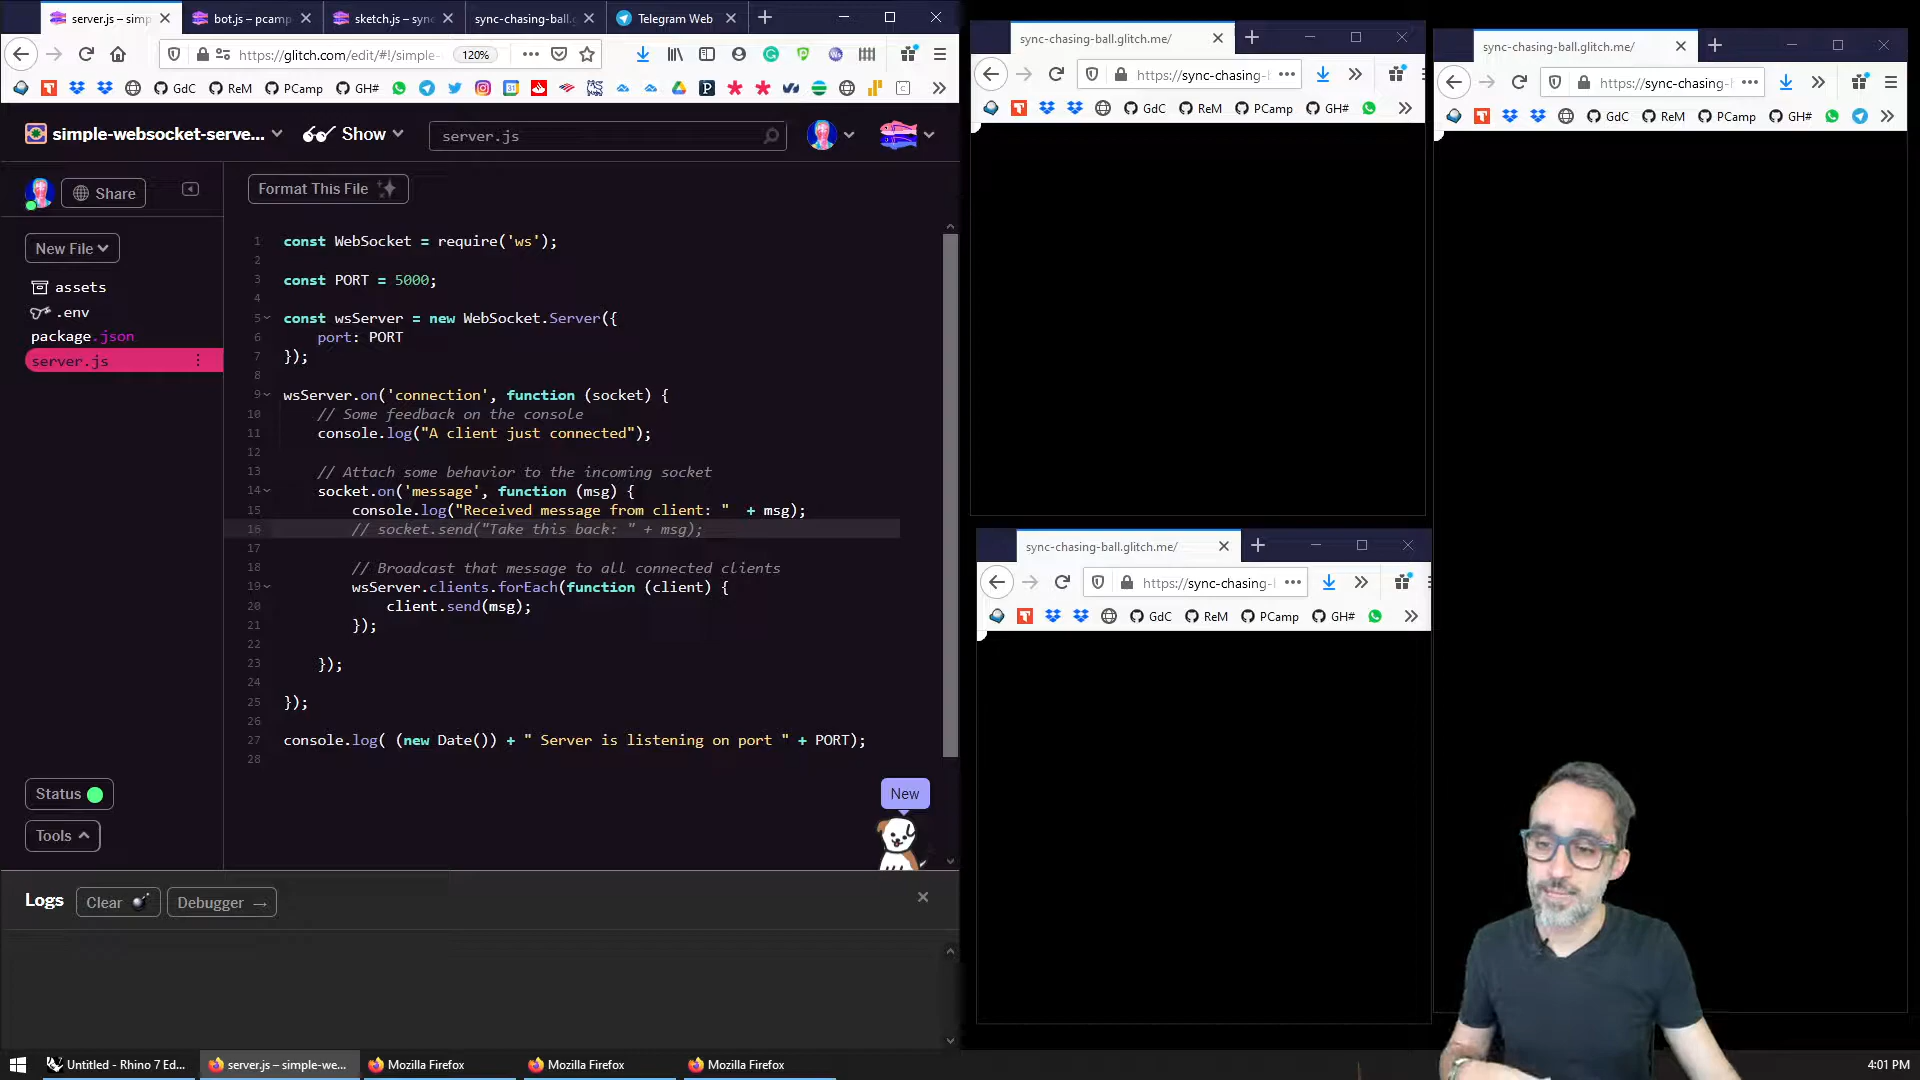 server.js – simp
bot.js – pcamp
sketch.js – sync
sync-chasing-ball.g
Telegram Web
https://glitch.com/edit/#!/simple-
120%
GdC
ReM
PCamp
GH#
simple-websocket-serve...
Show
server.js
Share
Format This File
New File
assets
.env
package.json
server.js
1 const WebSocket = require('ws');
2
3 const PORT = 5000;
4
5 const wsServer = new WebSocket.Server({
6 port: PORT
7 });
8
9 wsServer.on('connection', function (socket) {
10 // Some feedback on the console
11 console.log("A client just connected");
12
13 // Attach some behavior to the incoming socket
14 socket.on('message', function (msg) {
15 console.log("Received message from client: "  + msg);
16 // socket.send("Take this back: " + msg);
17
18 // Broadcast that message to all connected clients
19 wsServer.clients.forEach(function (client) {
20 client.send(msg);
21 });
22
23 });
24
25 });
26
27 console.log( (new Date()) + " Server is listening on port " + PORT);
28
Status
Tools
New
Logs
Clear
Debugger →
sync-chasing-ball.glitch.me/
https://sync-chasing-
GdC
ReM
PCamp
GH#
sync-chasing-ball.glitch.me/
https://sync-chasing-
GdC
ReM
PCamp
GH#
sync-chasing-ball.glitch.me/
https://sync-chasing-
GdC
ReM
PCamp
GH#
Untitled - Rhino 7 Ed...
server.js – simple-we...
Mozilla Firefox
Mozilla Firefox
Mozilla Firefox
4:01 PM